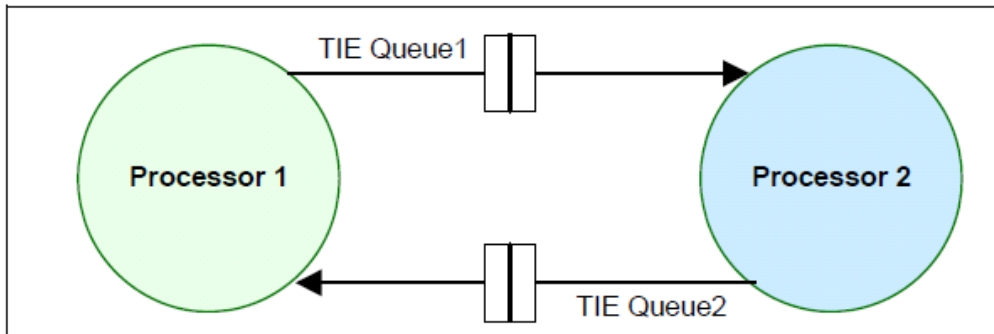 TIE Queue1
Processor 1
Processor 2
TIE Queue2